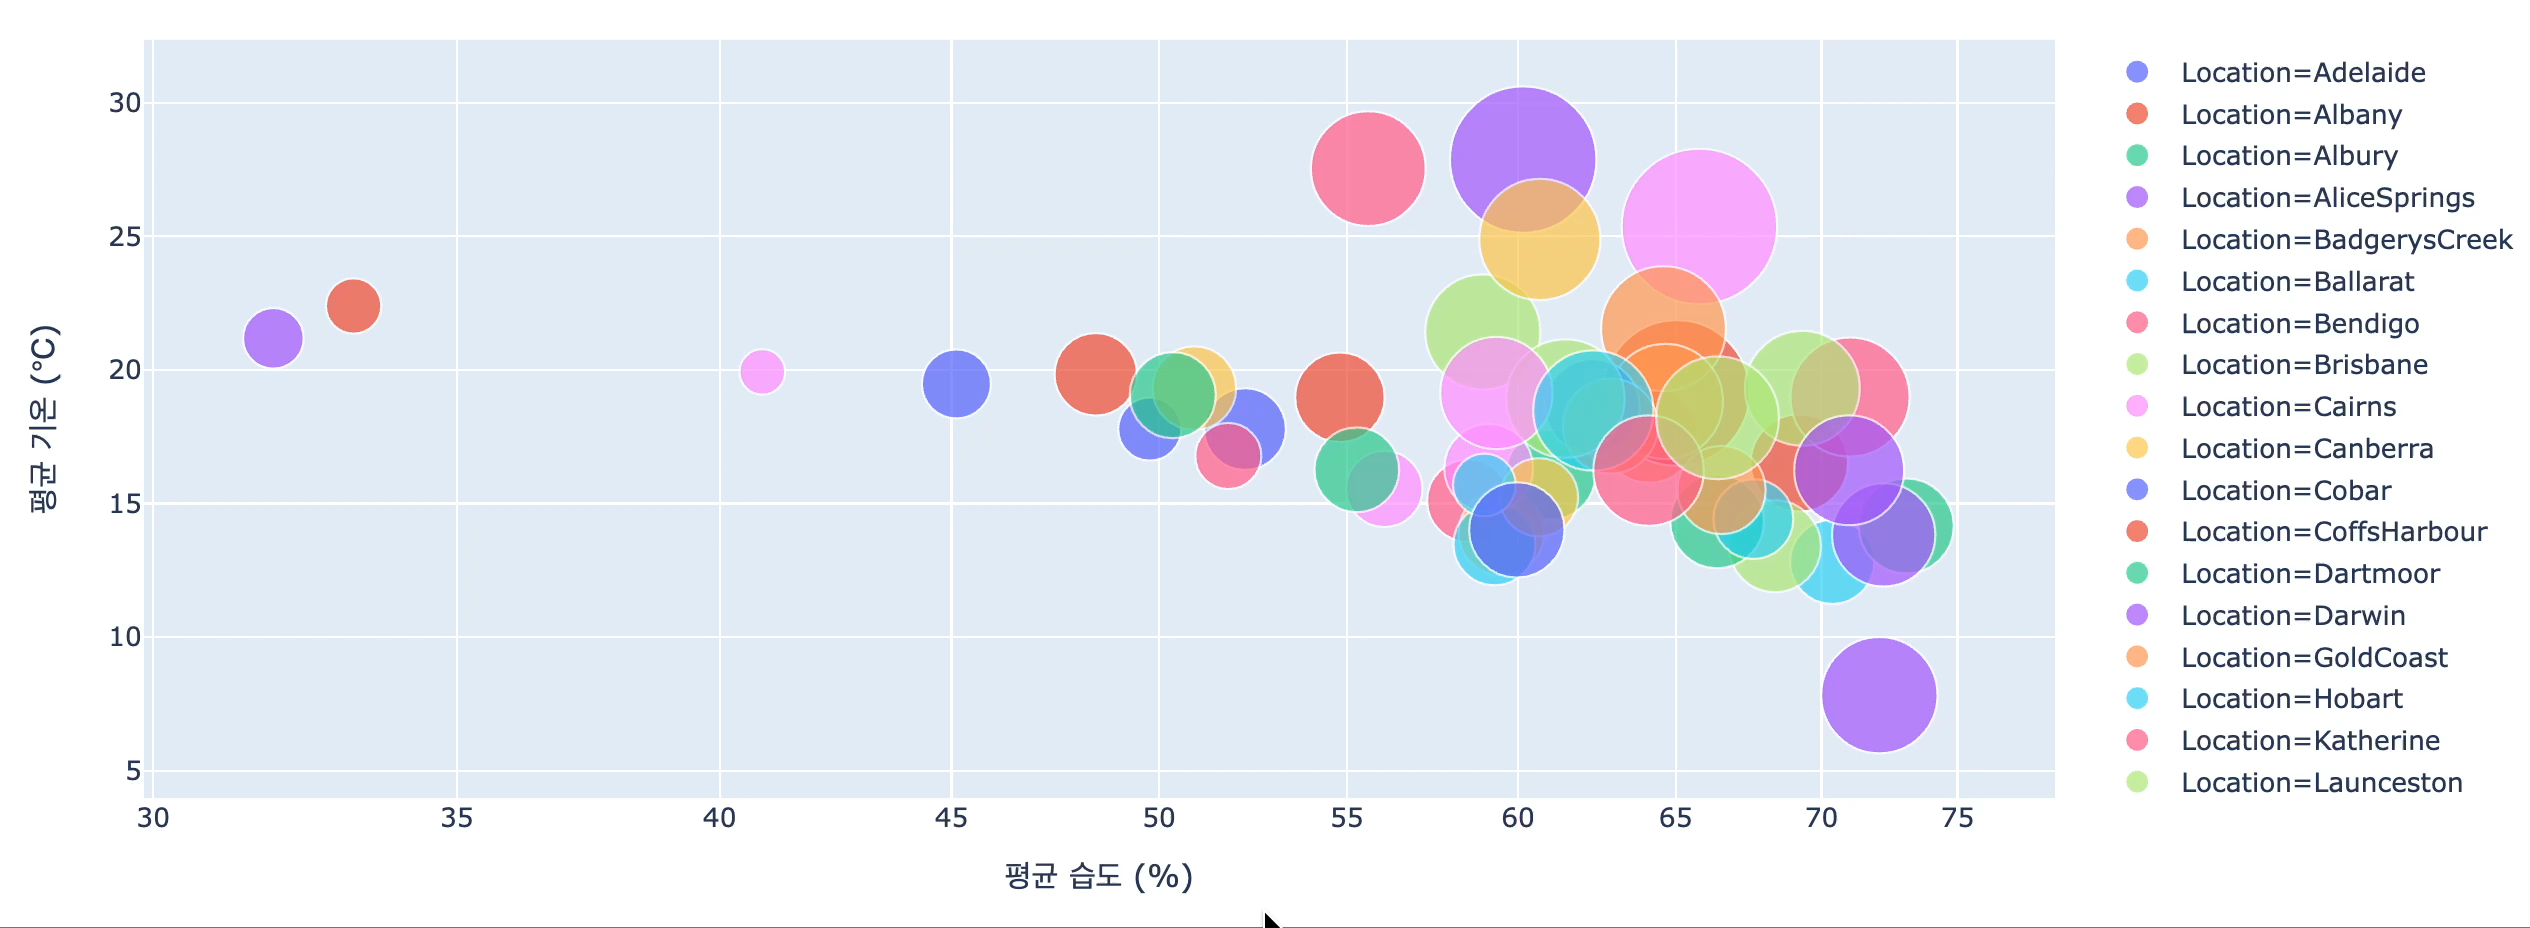 30
25
20
15
10
5
평균 기온 (°C)
30 35 40 45 50 55 60 65 70 75
평균 습도 (%)
Location=Adelaide
Location=Albany
Location=Albury
Location=AliceSprings
Location=BadgerysCreek
Location=Ballarat
Location=Bendigo
Location=Brisbane
Location=Cairns
Location=Canberra
Location=Cobar
Location=CoffsHarbour
Location=Dartmoor
Location=Darwin
Location=GoldCoast
Location=Hobart
Location=Katherine
Location=Launceston